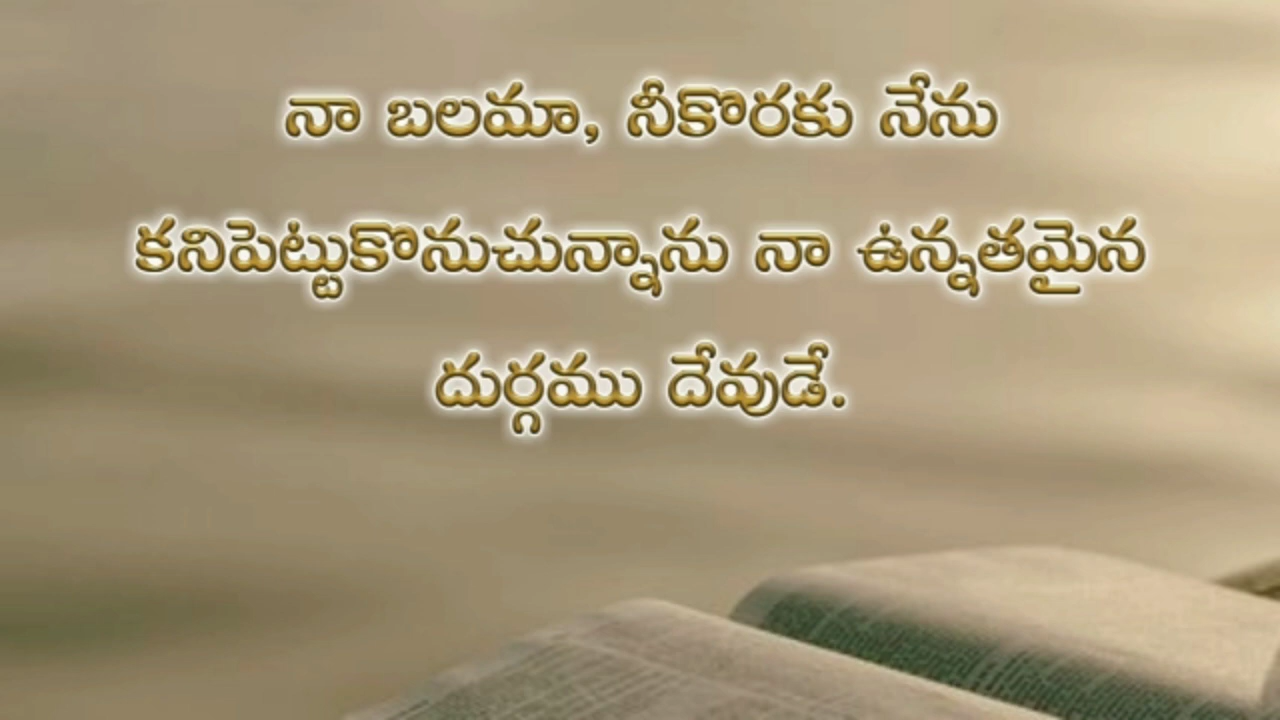 నా బలమా, నీకొరకు నేను
కనిపెట్టుకొనుచున్నాను నా ఉన్నతమైన
దుర్గము దేవుడే.